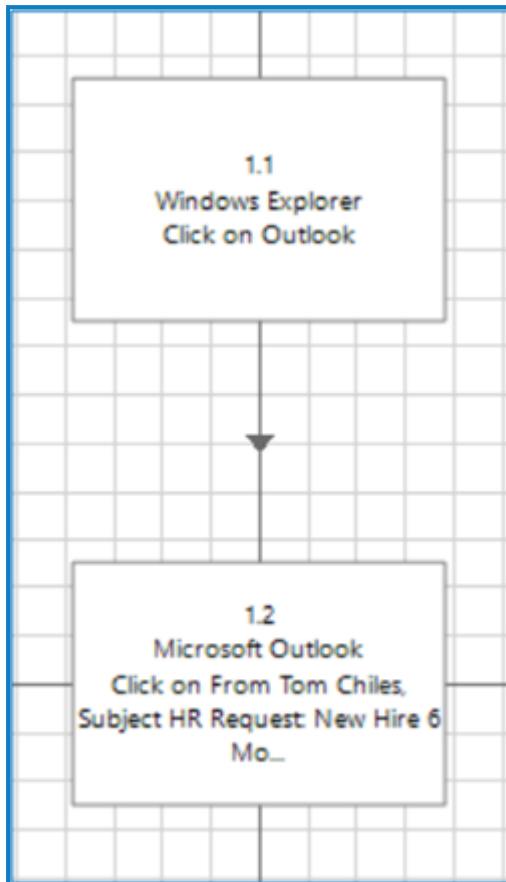 1.1
Windows Explorer
Click on Outlook
1.2
Microsoft Outlook
Click on From Tom Chiles,
Subject HR Request: New Hire 6
Mo...